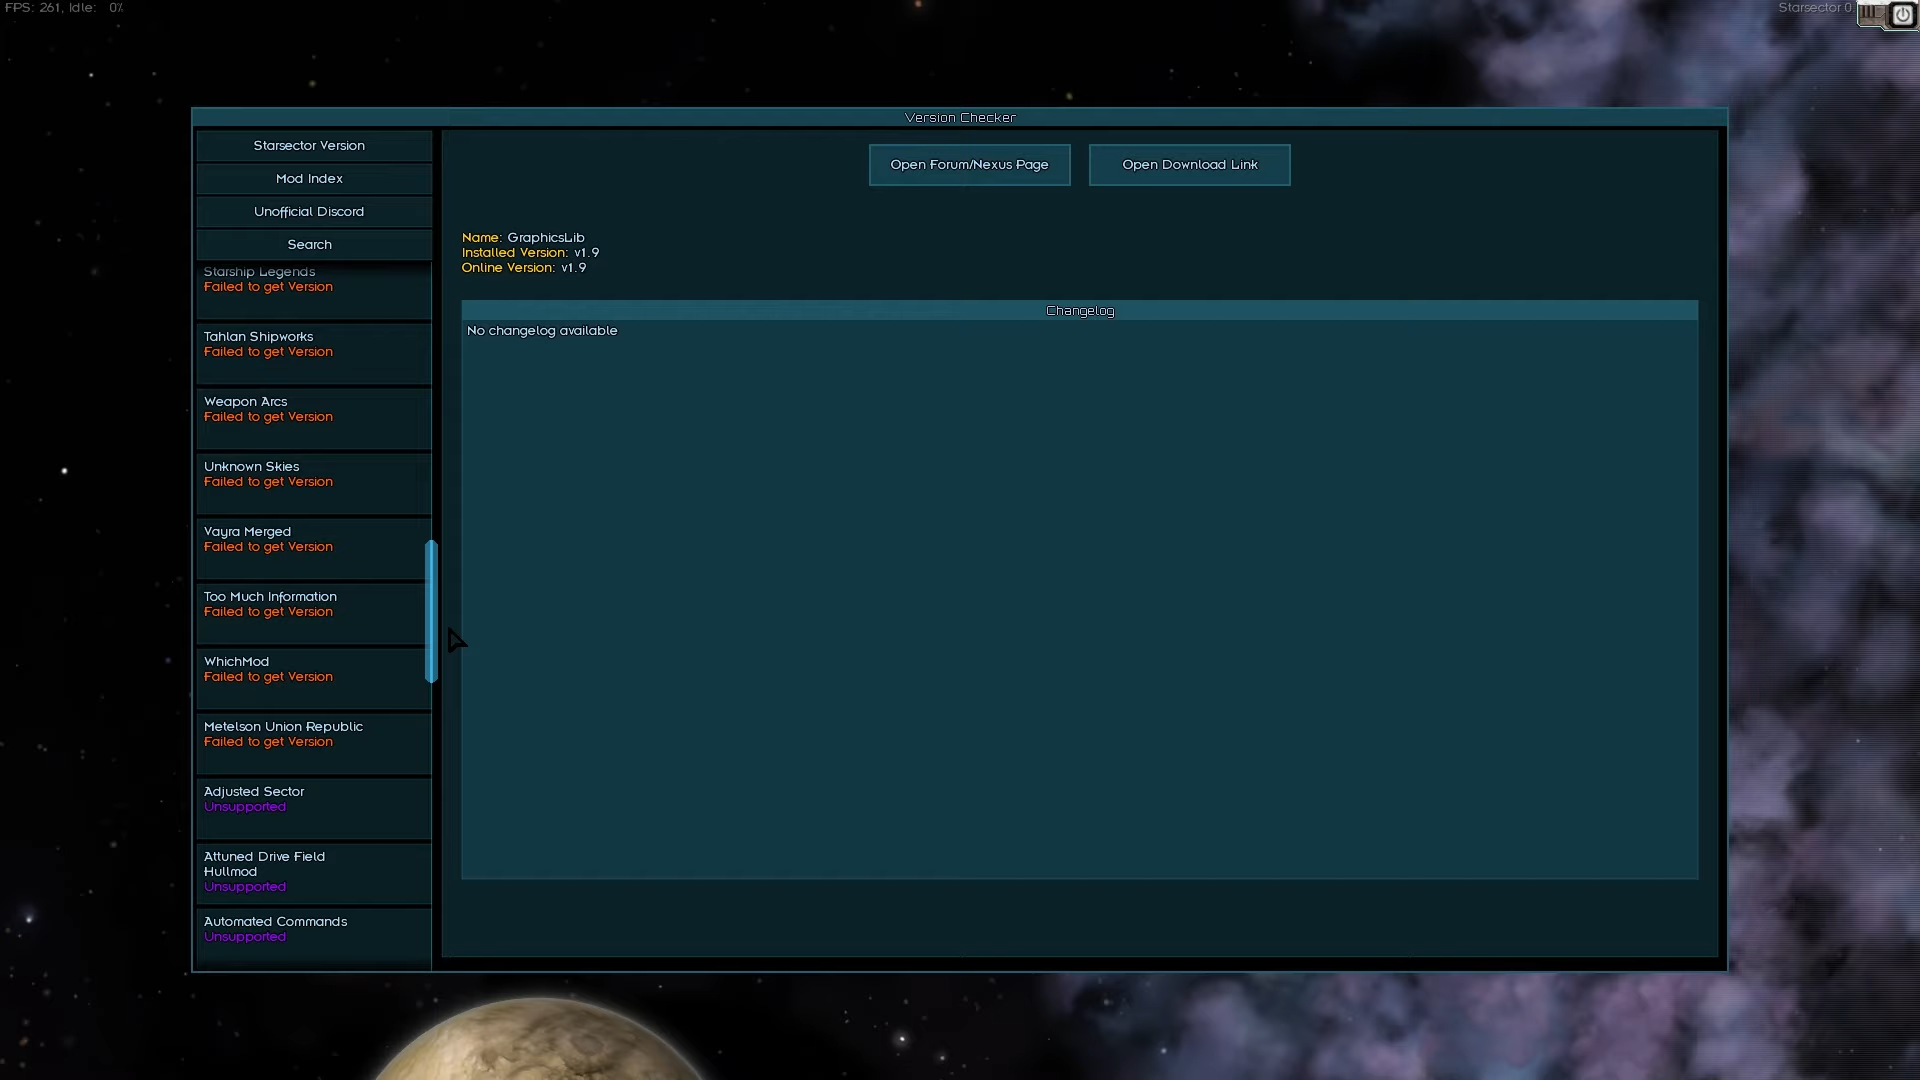 FPS: 261, Idle:   0%
Starsector 0.
Version Checker
Starsector Version
Mod Index
Unofficial Discord
Search
Starship Legends
Failed to get Version
Tahlan Shipworks
Failed to get Version
Weapon Arcs
Failed to get Version
Unknown Skies
Failed to get Version
Vayra Merged
Failed to get Version
Too Much Information
Failed to get Version
WhichMod
Failed to get Version
Metelson Union Republic
Failed to get Version
Adjusted Sector
Unsupported
Attuned Drive Field
Hullmod
Unsupported
Automated Commands
Unsupported
Open Forum/Nexus Page
Open Download Link
Name: GraphicsLib
Installed Version: v1.9
Online Version: v1.9
Changelog
No changelog available